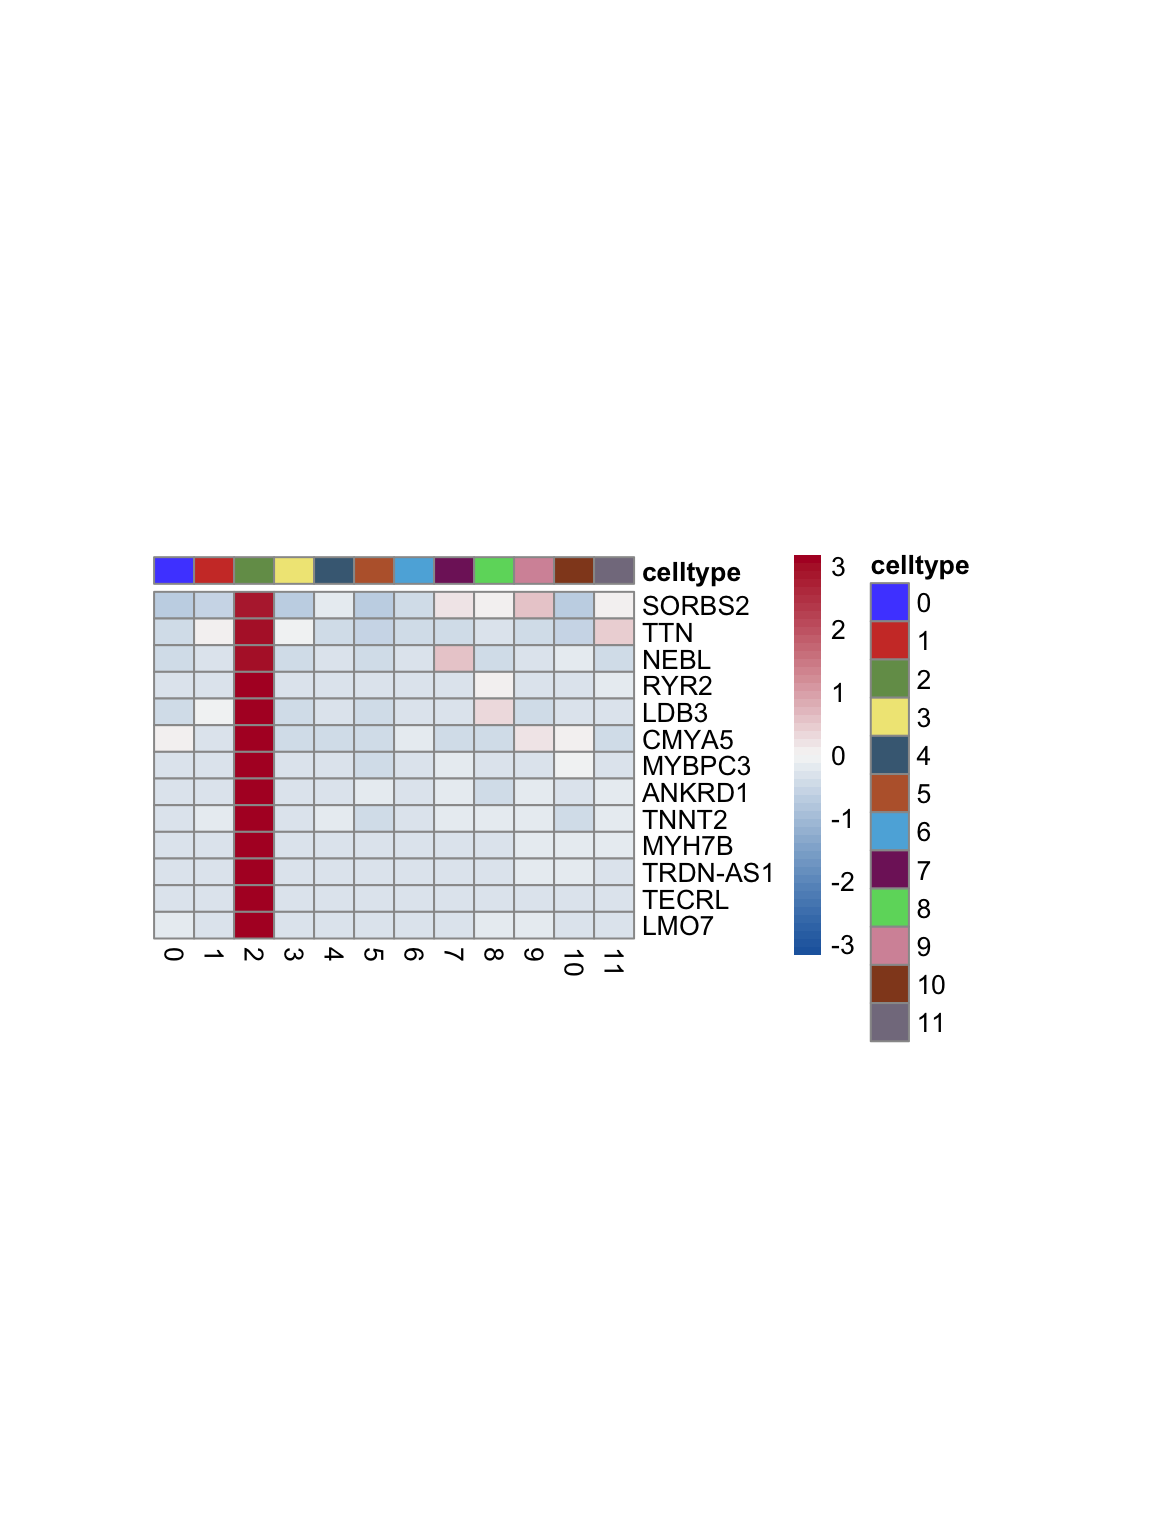 celltype
SORBS2
TTN
NEBL
RYR2
LDB3
CMYA5
MYBPC3
ANKRD1
TNNT2
MYH7B
TRDN-AS1
TECRL
LMO7
0 1 2 3 4 5 6 7 8 9 10 11
3
2
1
0
-1
-2
-3
celltype
0
1
2
3
4
5
6
7
8
9
10
11